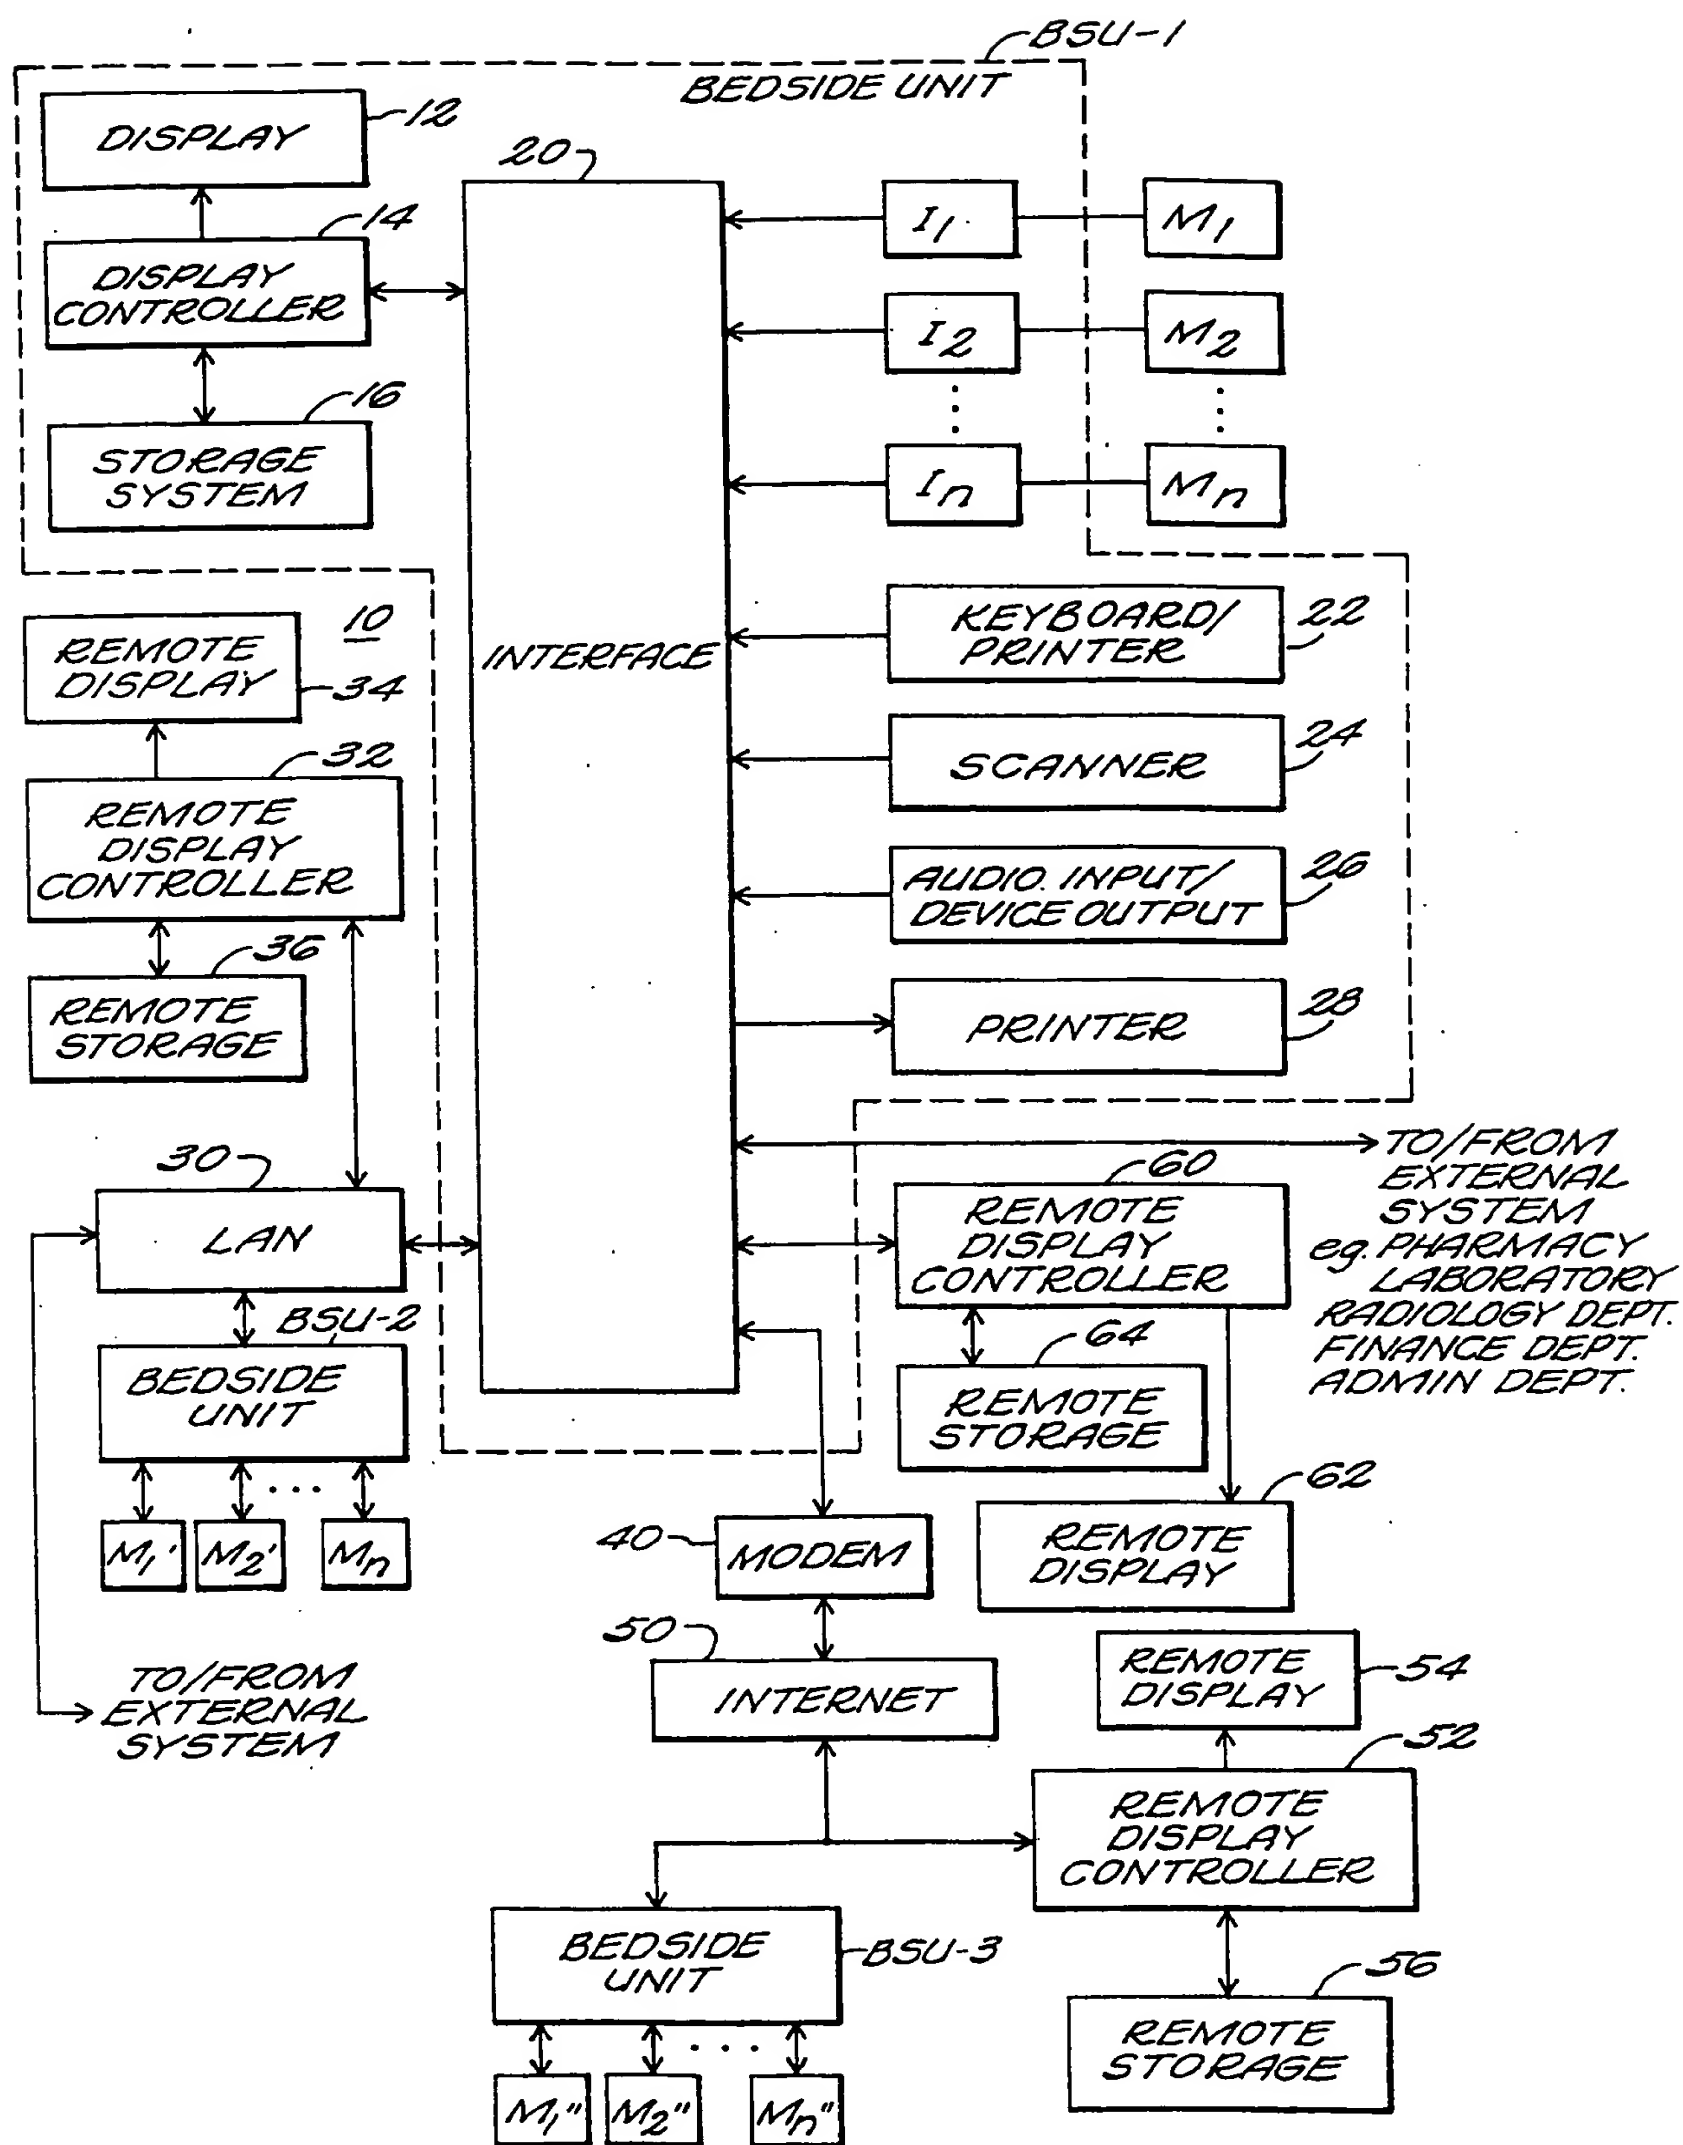 BSU-1
BEDSIDE UNIT
DISPLAY
12
14
DISPLAY
CONTROLLER
16
STORAGE
SYSTEM
20
INTERFACE
I1
M1
I2
M2
In
Mn
KEYBOARD/
PRINTER
22
SCANNER
24
AUDIO. INPUT/
DEVICE OUTPUT
26
PRINTER
28
10
REMOTE
DISPLAY
34
32
REMOTE
DISPLAY
CONTROLLER
36
REMOTE
STORAGE
30
LAN
BSU-2
BEDSIDE
UNIT
M1'
M2'
Mn
TO/FROM
EXTERNAL
SYSTEM
TO/FROM
EXTERNAL
SYSTEM
eg. PHARMACY
LABORATORY
RADIOLOGY DEPT.
FINANCE DEPT.
ADMIN DEPT.
60
REMOTE
DISPLAY
CONTROLLER
64
REMOTE
STORAGE
62
REMOTE
DISPLAY
40
MODEM
50
INTERNET
REMOTE
DISPLAY
54
52
REMOTE
DISPLAY
CONTROLLER
56
REMOTE
STORAGE
BEDSIDE
UNIT
BSU-3
M1"
M2"
Mn"